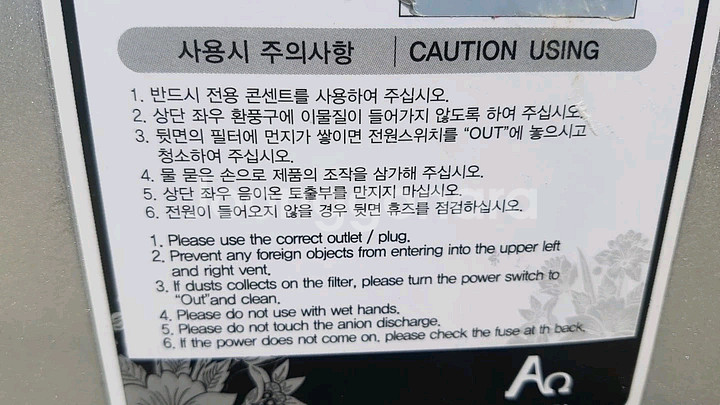 사용시 주의사항 | CAUTION USING
1. 반드시 전용 콘센트를 사용하여 주십시오.
2. 상단 좌우 환풍구에 이물질이 들어가지 않도록 하여 주십시오.
3. 뒷면의 필터에 먼지가 쌓이면 전원스위치를 “OUT”에 놓으시고
청소하여 주십시오.
4. 물 묻은 손으로 제품의 조작을 삼가해 주십시오.
5. 상단 좌우 음이온 토출부를 만지지 마십시오.
6. 전원이 들어오지 않을 경우 뒷면 휴즈를 점검하십시오.
1. Please use the correct outlet / plug.
2. Prevent any foreign objects from entering into the upper left
and right vent.
3. If dusts collects on the filter, please turn the power switch to
“Out”and clean.
4. Please do not use with wet hands.
5. Please do not touch the anion discharge.
6. If the power does not come on, please check the fuse at th back.
AΩ